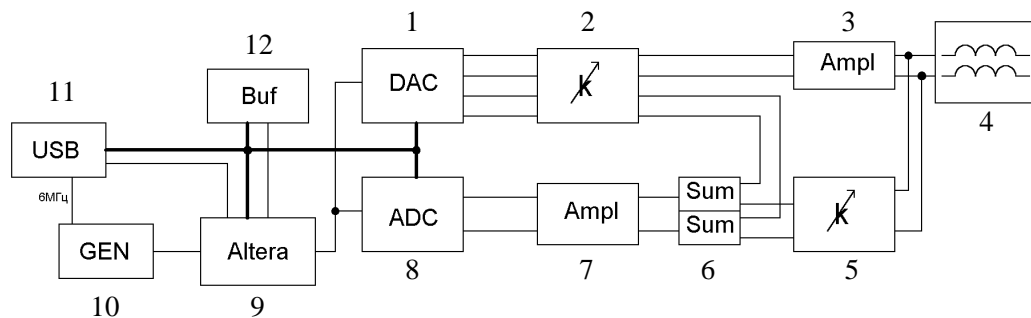 1
2
3
12
DAC
k
Ampl
11
Buf
4
USB
6МГц
ADC
Ampl
Sum
Sum
k
GEN
Altera
8
7
6
5
10
9